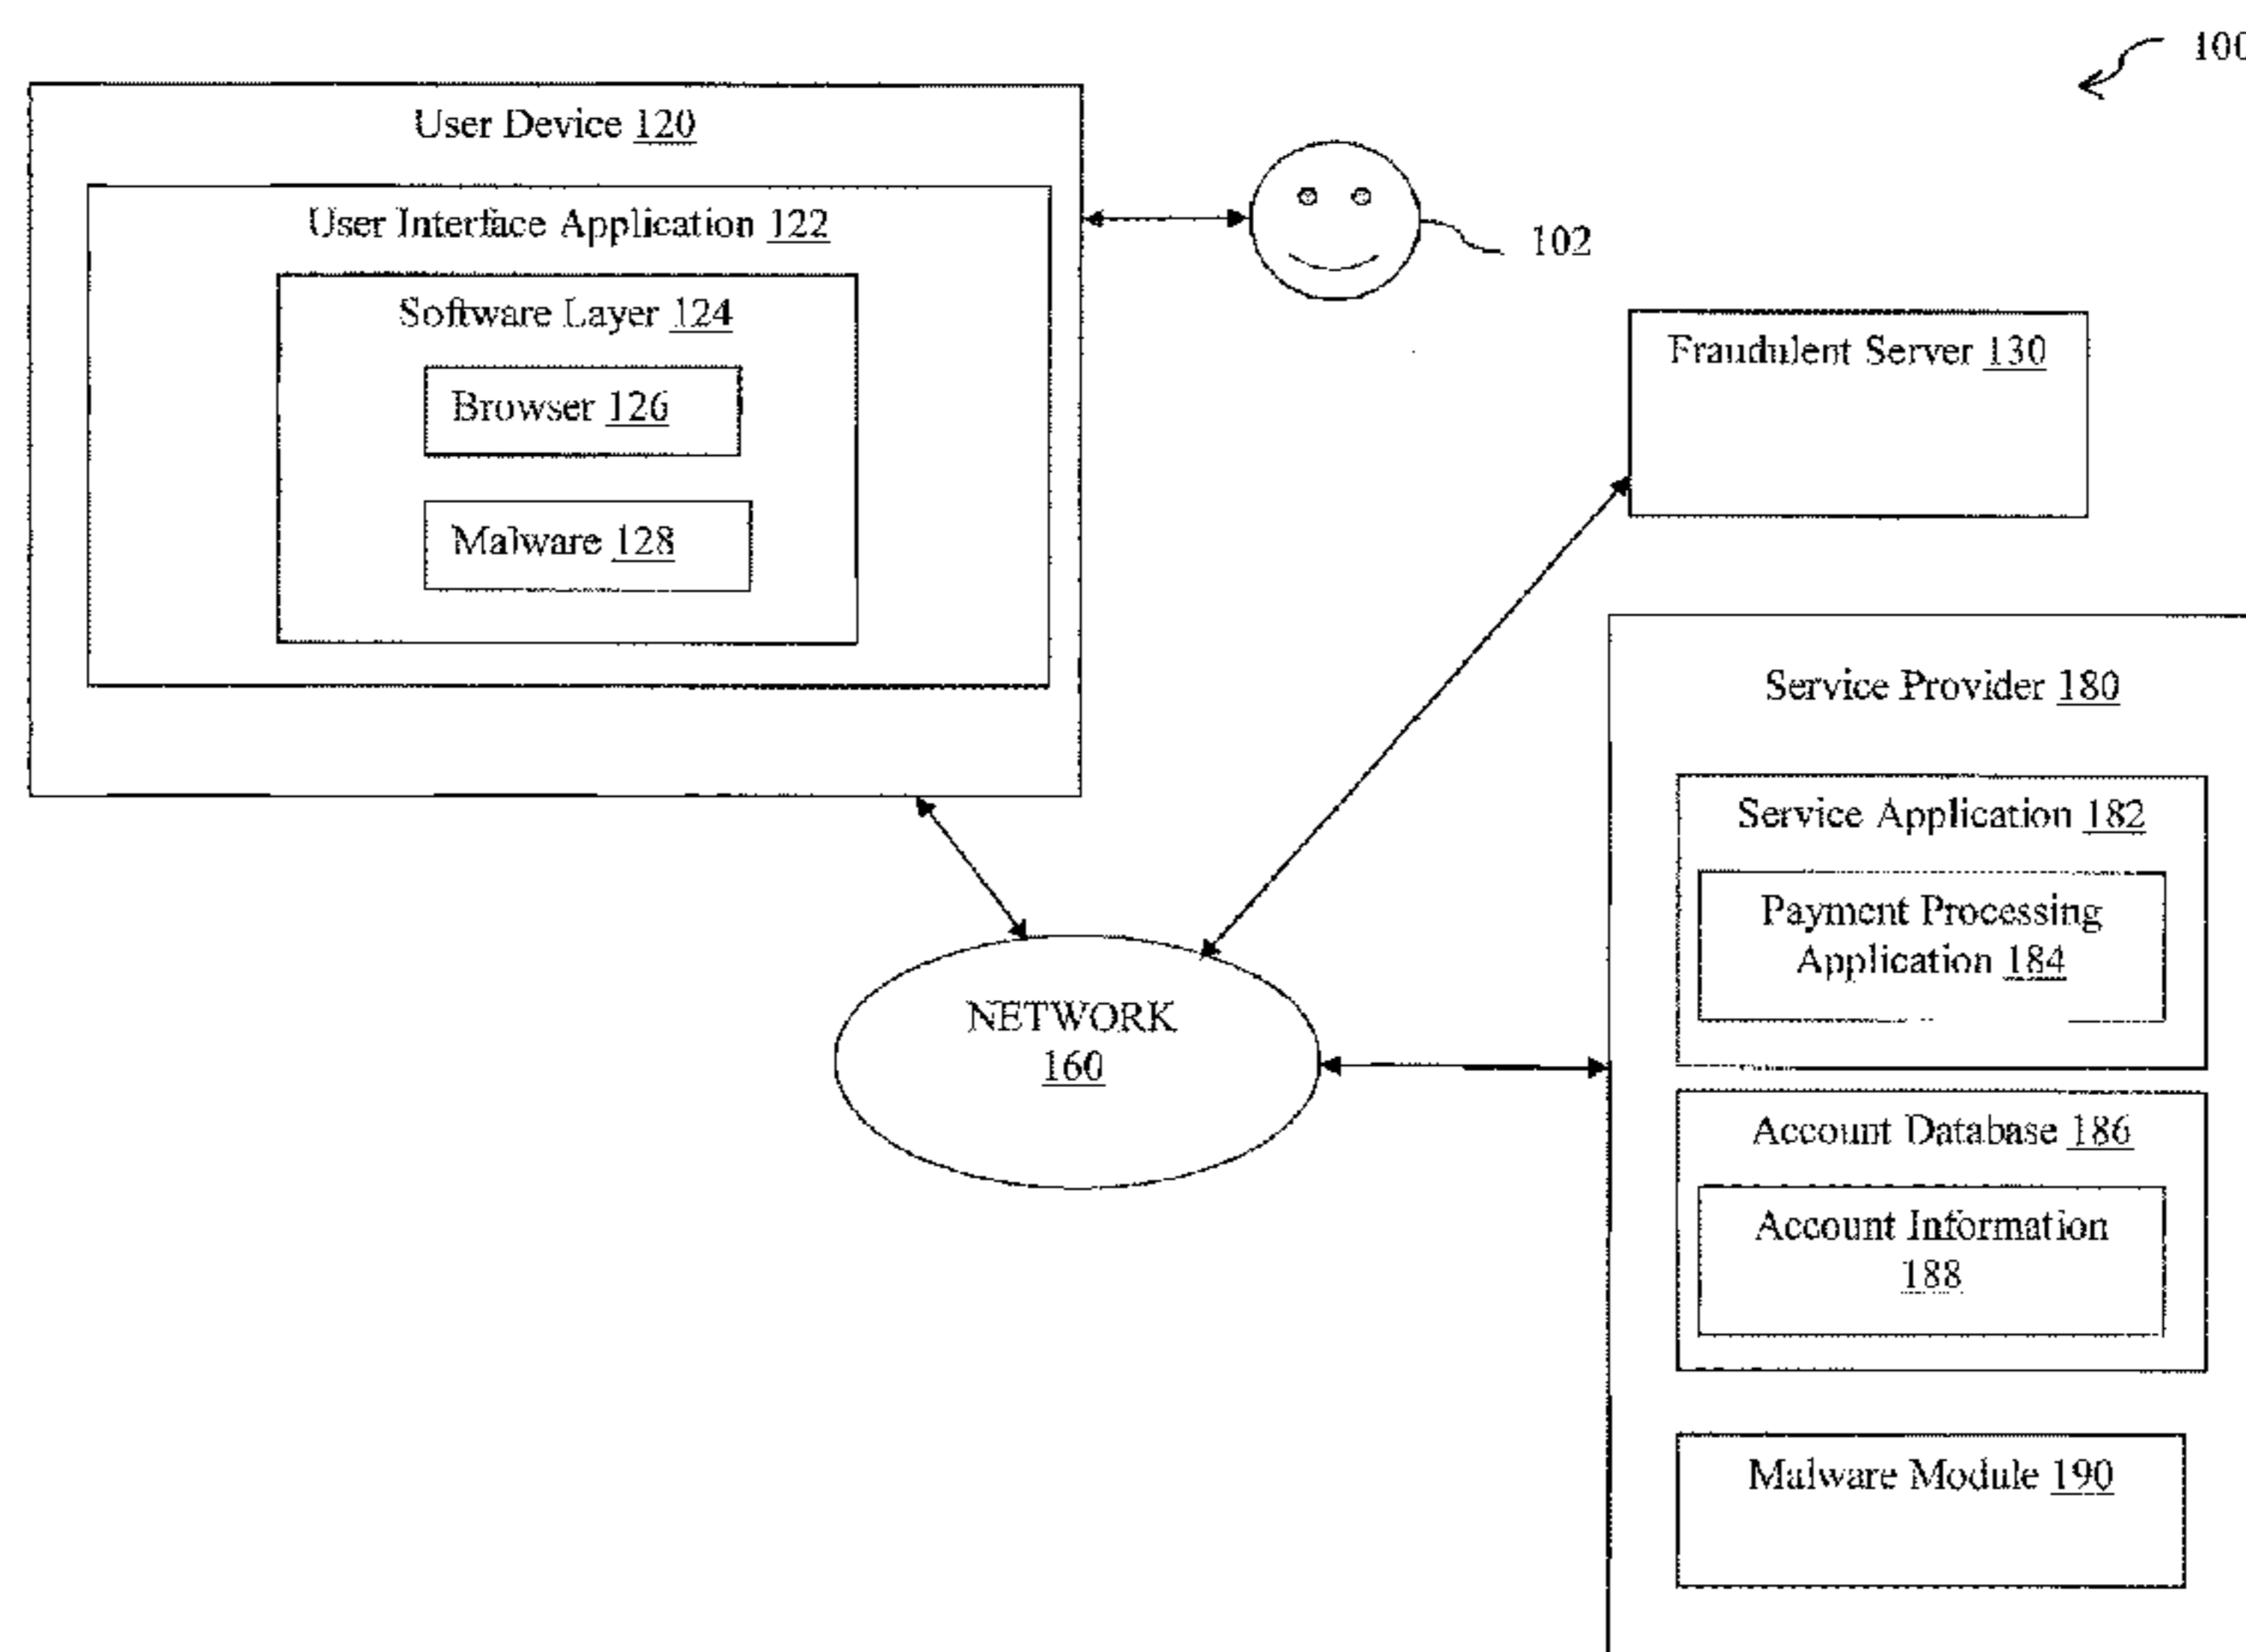 100
User Device 120
User Interface Application 122
Software Layer 124
Browser 126
Malware 128
102
Fraudulent Server 130
Service Provider 180
Service Application 182
Payment Processing
Application 184
NETWORK
160
Account Database 186
Account Information
188
Malware Module 190